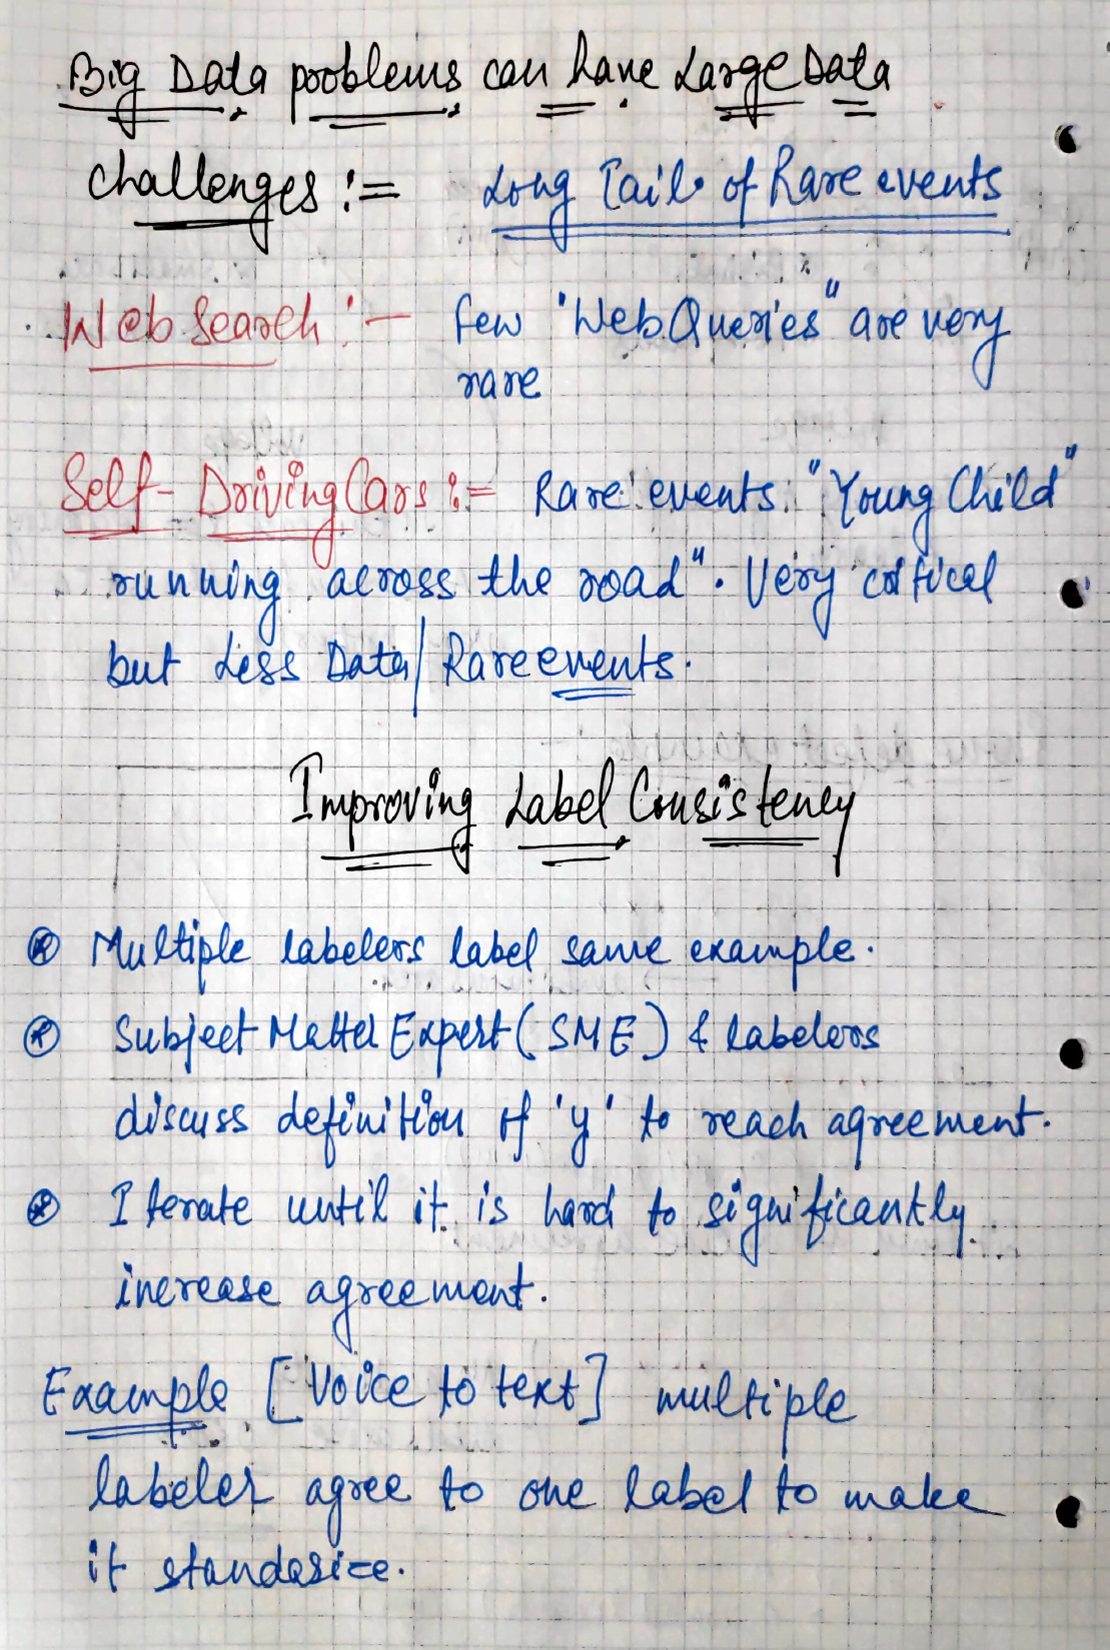 Big Data problems can have Large Data
challenges := Long Tail of Rare events
Web Search :- few "Web Queries" are very
rare
Self-Driving Cars := Rare events "Young Child"
running across the road". Very critical
but Less Data/ Rare events.
Improving Label Consistency
⊛ Multiple labelers label same example.
⊛ Subject Matter Expert (SME) & labelers
discuss definition of 'y' to reach agreement.
⊛ Iterate until it is hard to significantly
increase agreement.
Example [Voice to text] multiple
labeler agree to one label to make
it standasize.